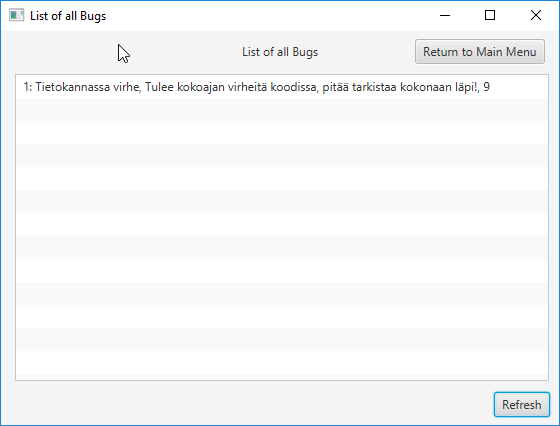 List of all Bugs
List of all Bugs
Return to Main Menu
1: Tietokannassa virhe, Tulee kokoajan virheitä koodissa, pitää tarkistaa kokonaan läpi!, 9
Refresh